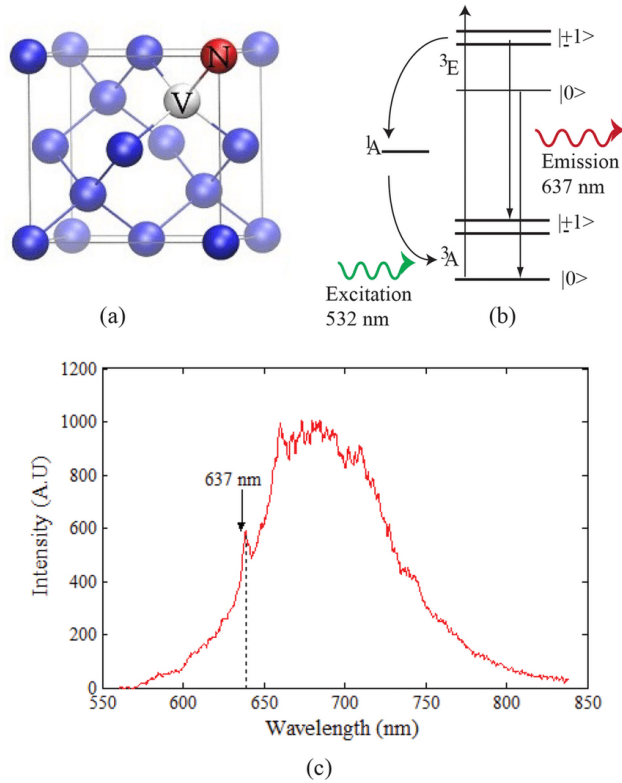 N
V
(a)
|±1>
³E
|0>
¹A
Emission
637 nm
|±1>
³A
|0>
Excitation
532 nm
(b)
1200
1000
800
600
400
200
0
637 nm
Intensity (A.U)
550
600
650
700
750
800
850
Wavelength (nm)
(c)